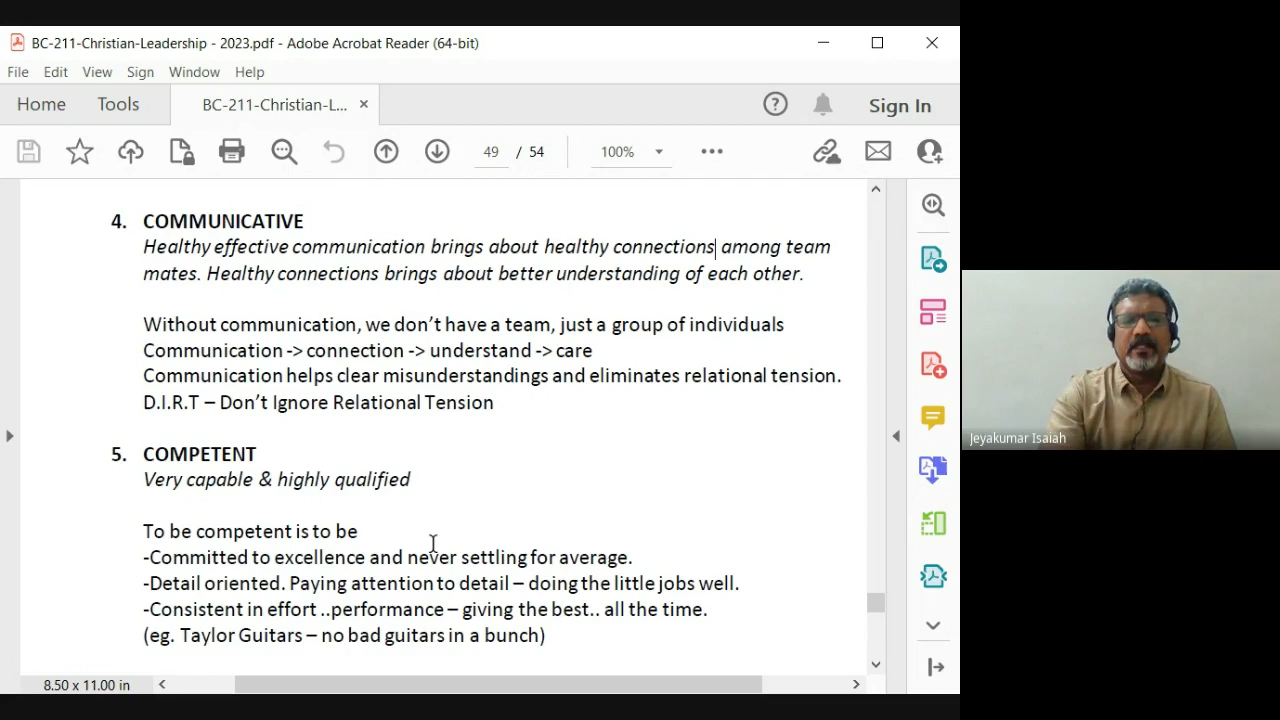 BC-211-Christian-Leadership - 2023.pdf - Adobe Acrobat Reader (64-bit)
File Edit View Sign Window Help
Home Tools BC-211-Christian-L... × Sign In
49 / 54 100%
4. COMMUNICATIVE
Healthy effective communication brings about healthy connections among team
mates. Healthy connections brings about better understanding of each other.
Without communication, we don't have a team, just a group of individuals
Communication -> connection -> understand -> care
Communication helps clear misunderstandings and eliminates relational tension.
D.I.R.T – Don't Ignore Relational Tension
5. COMPETENT
Very capable & highly qualified
To be competent is to be
-Committed to excellence and never settling for average.
-Detail oriented. Paying attention to detail – doing the little jobs well.
-Consistent in effort ..performance – giving the best.. all the time.
(eg. Taylor Guitars – no bad guitars in a bunch)
8.50 x 11.00 in
Jeyakumar Isaiah